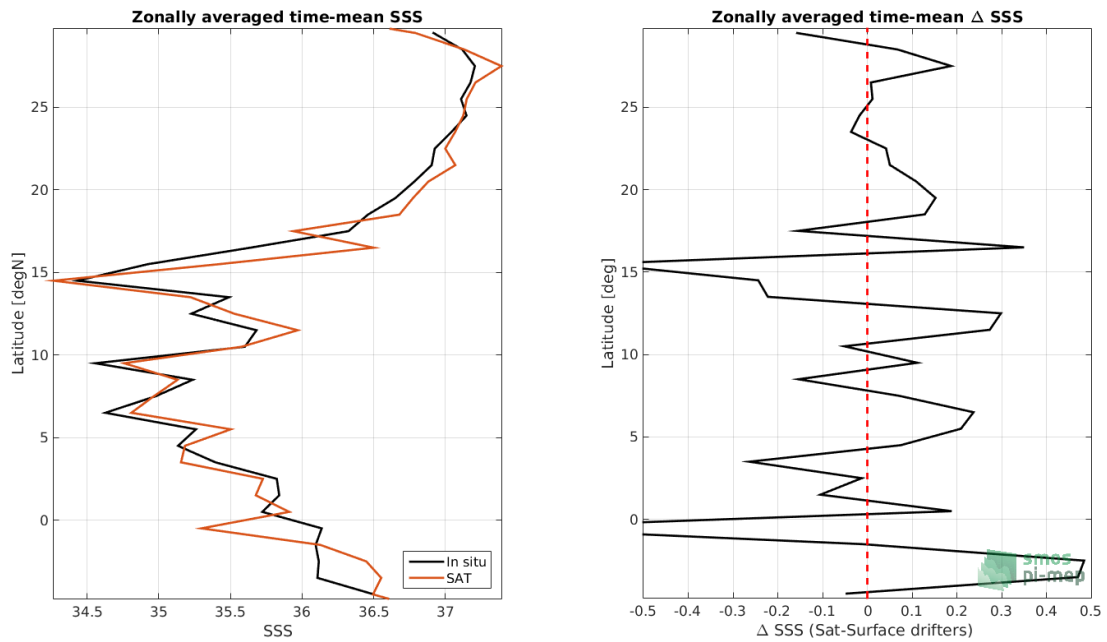 Zonally averaged time-mean SSS
Latitude [degN]
25
20
15
10
5
0
34.5 35 35.5 36 36.5 37
SSS
In situ
SAT
Zonally averaged time-mean Δ SSS
Latitude [deg]
25
20
15
10
5
0
-0.5 -0.4 -0.3 -0.2 -0.1 0 0.1 0.2 0.3 0.4 0.5
Δ SSS (Sat-Surface drifters)
smos
pi-mep